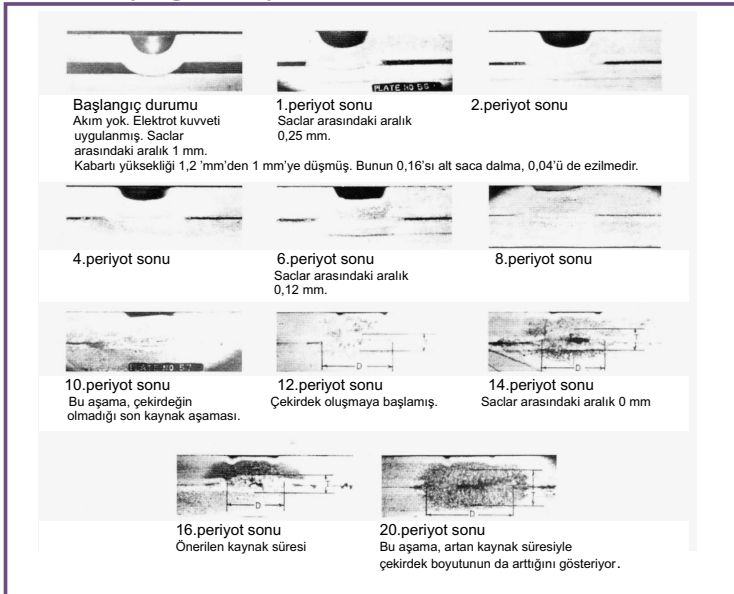 Başlangıç durumu
Akım yok. Elektrot kuvveti
uygulanmış. Saclar
arasındaki aralık 1 mm.
Kabartı yüksekliği 1,2 'mm'den 1 mm'ye düşmüş. Bunun 0,16'sı alt saca dalma, 0,04'ü de ezilmedir.
PLATE NO 56
1.periyot sonu
Saclar arasındaki aralık
0,25 mm.
2.periyot sonu
4.periyot sonu
6.periyot sonu
Saclar arasındaki aralık
0,12 mm.
8.periyot sonu
PLATE NO 57
10.periyot sonu
Bu aşama, çekirdeğin
olmadığı son kaynak aşaması.
D
12.periyot sonu
Çekirdek oluşmaya başlamış.
D
14.periyot sonu
Saclar arasındaki aralık 0 mm
D
16.periyot sonu
Önerilen kaynak süresi
D
20.periyot sonu
Bu aşama, artan kaynak süresiyle
çekirdek boyutunun da arttığını gösteriyor.